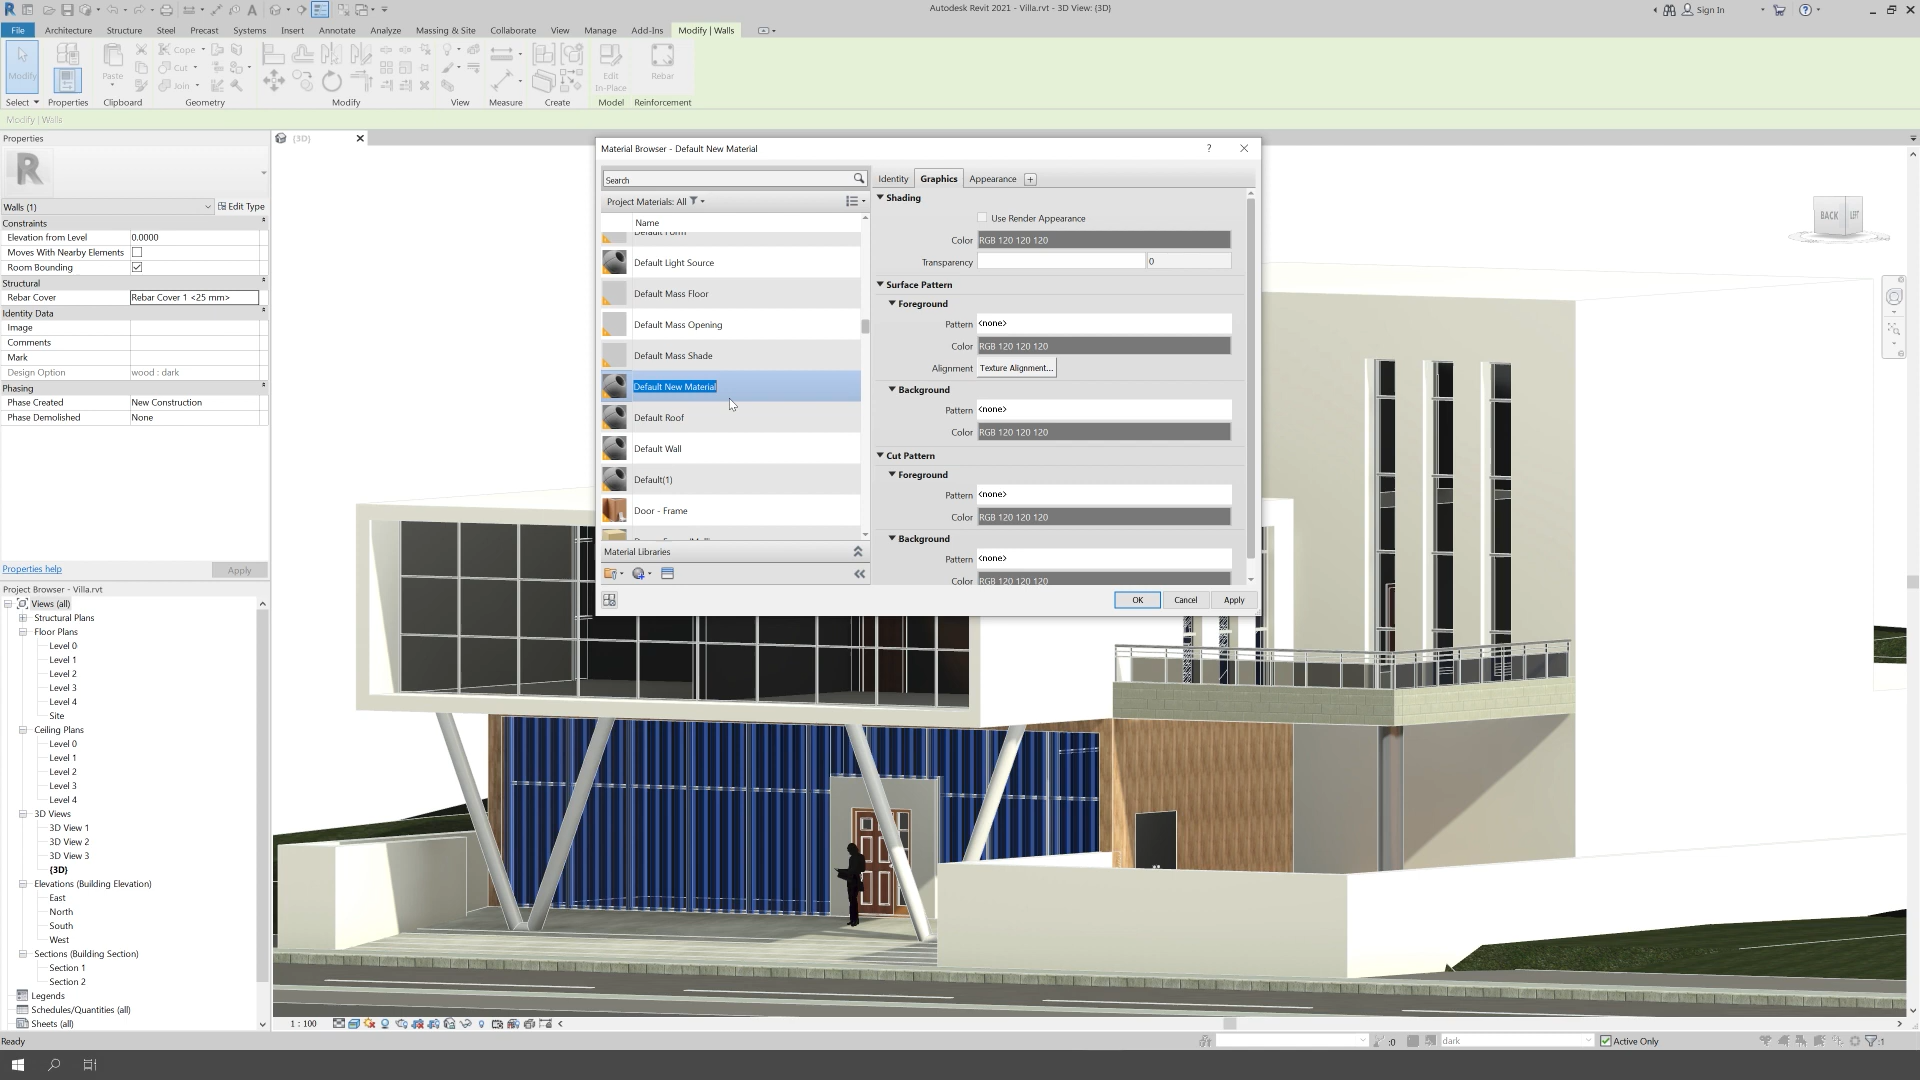 Autodesk Revit 2021 - Villa.rvt - 3D View: {3D}
Sign In
File Architecture Structure Steel Precast Systems Insert Annotate Analyze Massing & Site Collaborate View Manage Add-Ins Modify | Walls
Modify
Paste
Cope
Cut
Join
Edit
In-Place
Rebar
Select Properties Clipboard Geometry Modify View Measure Create Model Reinforcement
Modify | Walls
Properties
{3D}
R
Walls (1)
Edit Type
Constraints
Elevation from Level 0.0000
Moves With Nearby Elements
Room Bounding
Structural
Rebar Cover Rebar Cover 1 <25 mm>
Identity Data
Image
Comments
Mark
Design Option wood : dark
Phasing
Phase Created New Construction
Phase Demolished None
Properties help
Apply
Project Browser - Villa.rvt
Views (all)
Structural Plans
Floor Plans
Level 0
Level 1
Level 2
Level 3
Level 4
Site
Ceiling Plans
Level 0
Level 1
Level 2
Level 3
Level 4
3D Views
3D View 1
3D View 2
3D View 3
{3D}
Elevations (Building Elevation)
East
North
South
West
Sections (Building Section)
Section 1
Section 2
Legends
Schedules/Quantities (all)
Sheets (all)
Material Browser - Default New Material
Search
Project Materials: All
Name
Default Form
Default Light Source
Default Mass Floor
Default Mass Opening
Default Mass Shade
Default New Material
Default Roof
Default Wall
Default(1)
Door - Frame
Material Libraries
Identity Graphics Appearance
Shading
Use Render Appearance
Color RGB 120 120 120
Transparency 0
Surface Pattern
Foreground
Pattern <none>
Color RGB 120 120 120
Alignment Texture Alignment...
Background
Pattern <none>
Color RGB 120 120 120
Cut Pattern
Foreground
Pattern <none>
Color RGB 120 120 120
Background
Pattern <none>
Color RGB 120 120 120
OK Cancel Apply
BACK LEFT
1 : 100
Ready
:0
dark
Active Only
:1